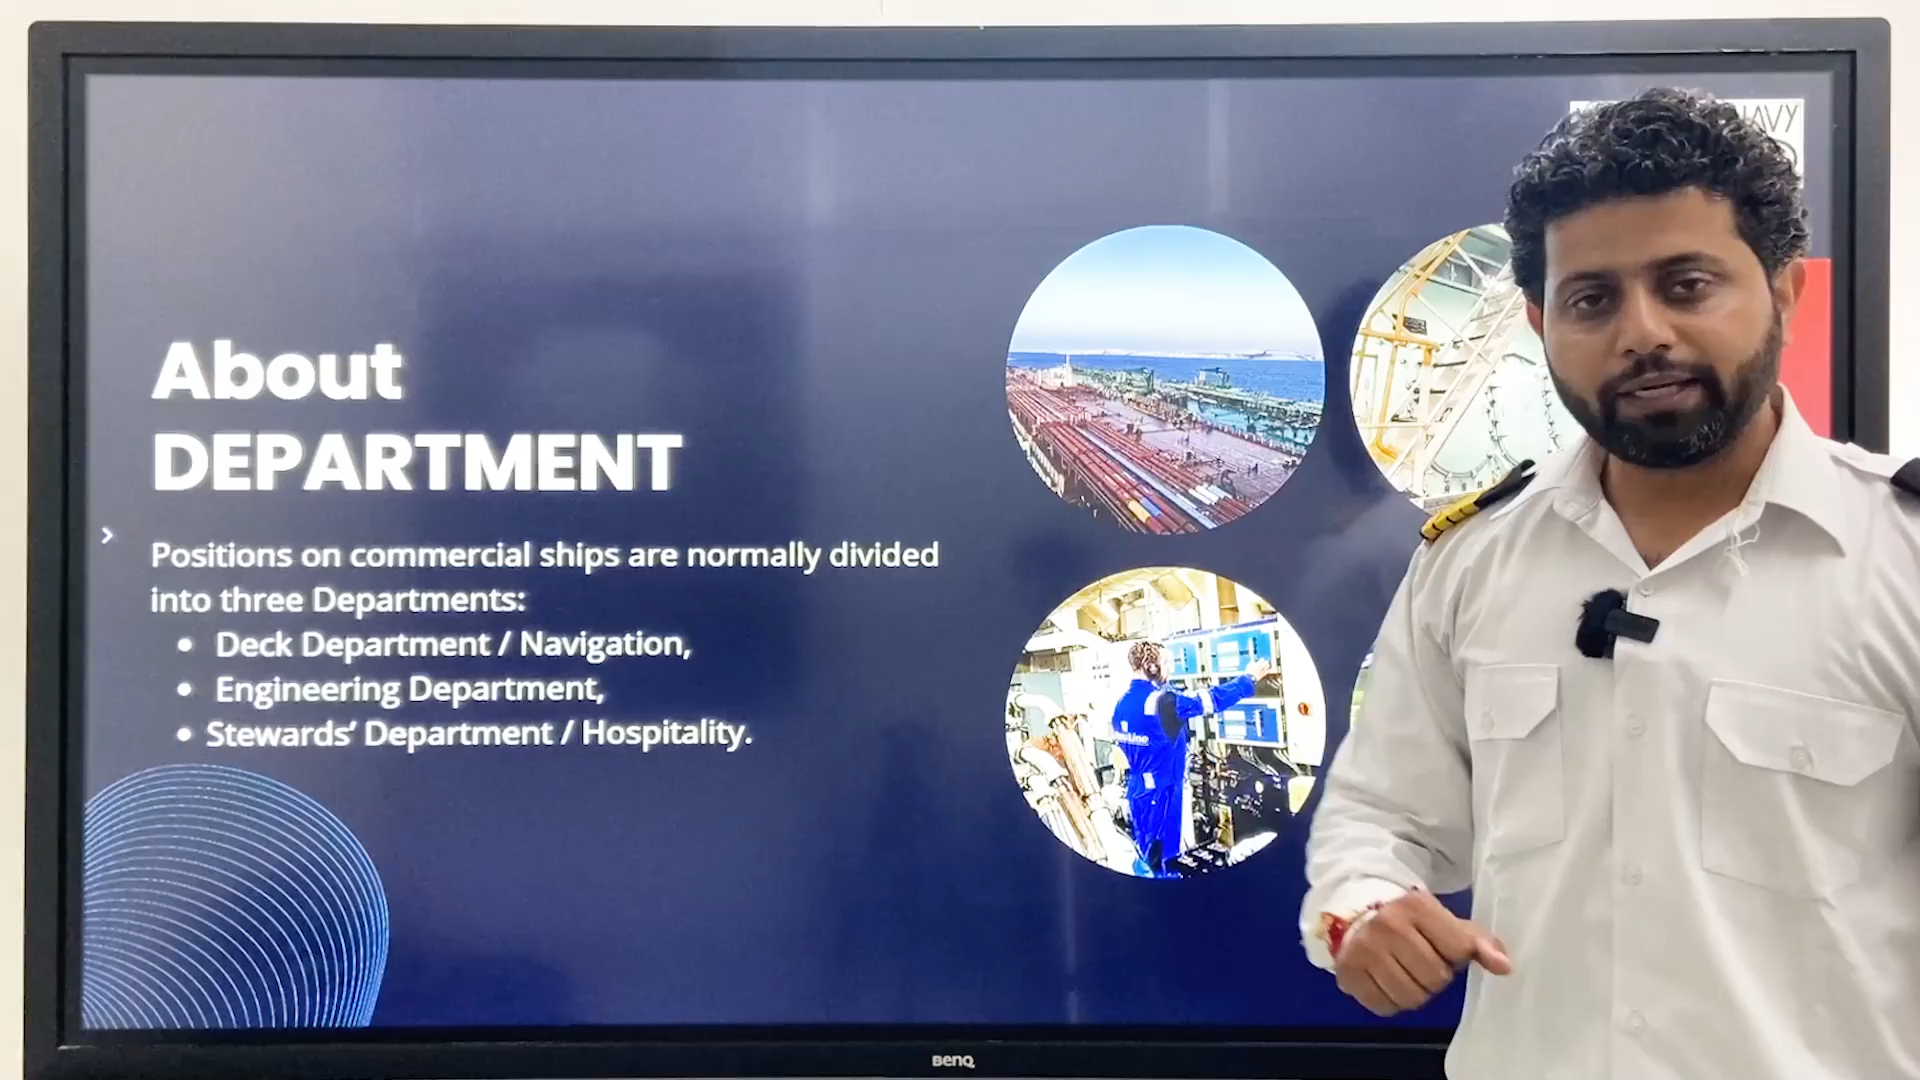 About
DEPARTMENT
Positions on commercial ships are normally divided
into three Departments:
• Deck Department / Navigation,
• Engineering Department,
• Stewards’ Department / Hospitality.
BenQ